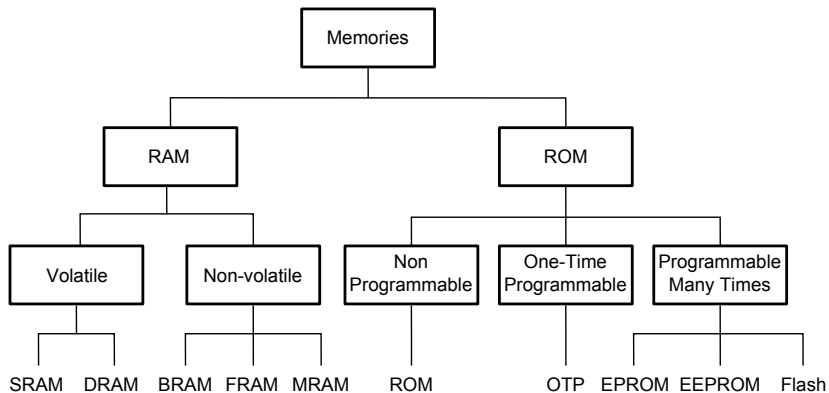 Memories
RAM
ROM
Volatile
Non-volatile
Non
Programmable
One-Time
Programmable
Programmable
Many Times
SRAM
DRAM
BRAM
FRAM
MRAM
ROM
OTP
EPROM
EEPROM
Flash